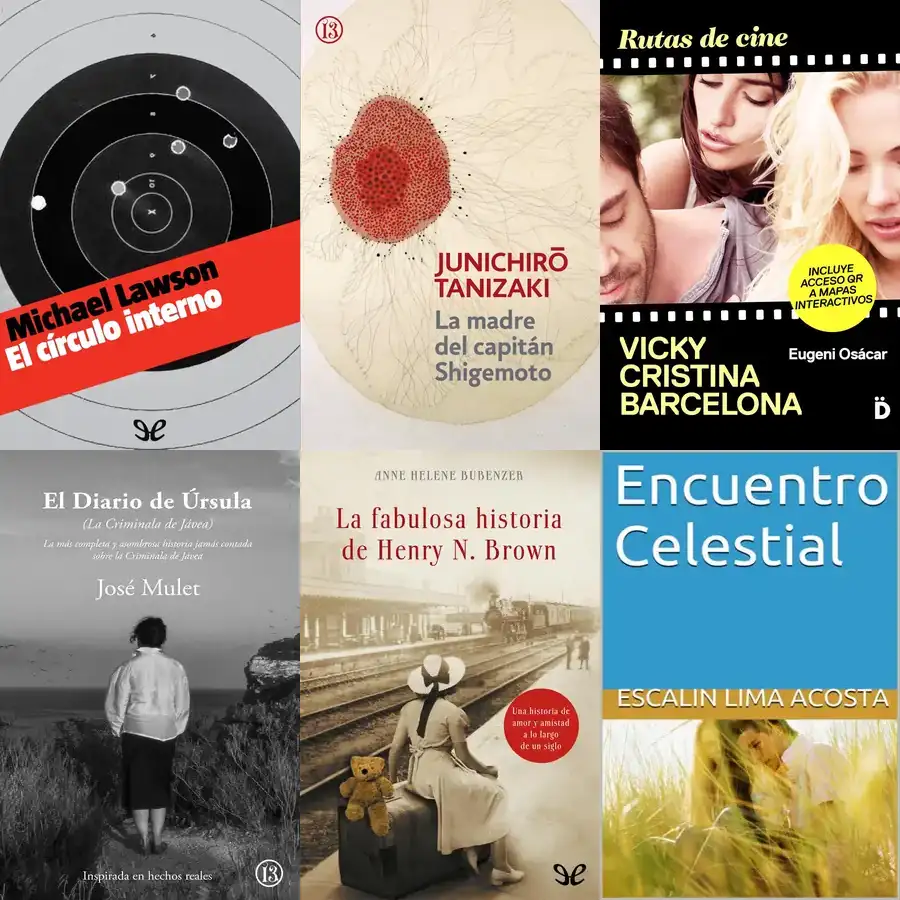 Michael Lawson
El círculo interno
13
JUNICHIRŌ
TANIZAKI
La madre
del capitán
Shigemoto
Rutas de cine
INCLUYE
ACCESO QR
A MAPAS
INTERACTIVOS
VICKY
CRISTINA
BARCELONA
Eugeni Osácar
D̈
El Diario de Úrsula
(La Criminala de Jávea)
La más completa y asombrosa historia jamás contada
sobre la Criminala de Jávea
José Mulet
Inspirada en hechos reales
13
ANNE HELENE BUBENZER
La fabulosa historia
de Henry N. Brown
Una historia de
amor y amistad
a lo largo
de un siglo
Encuentro
Celestial
ESCALIN LIMA ACOSTA